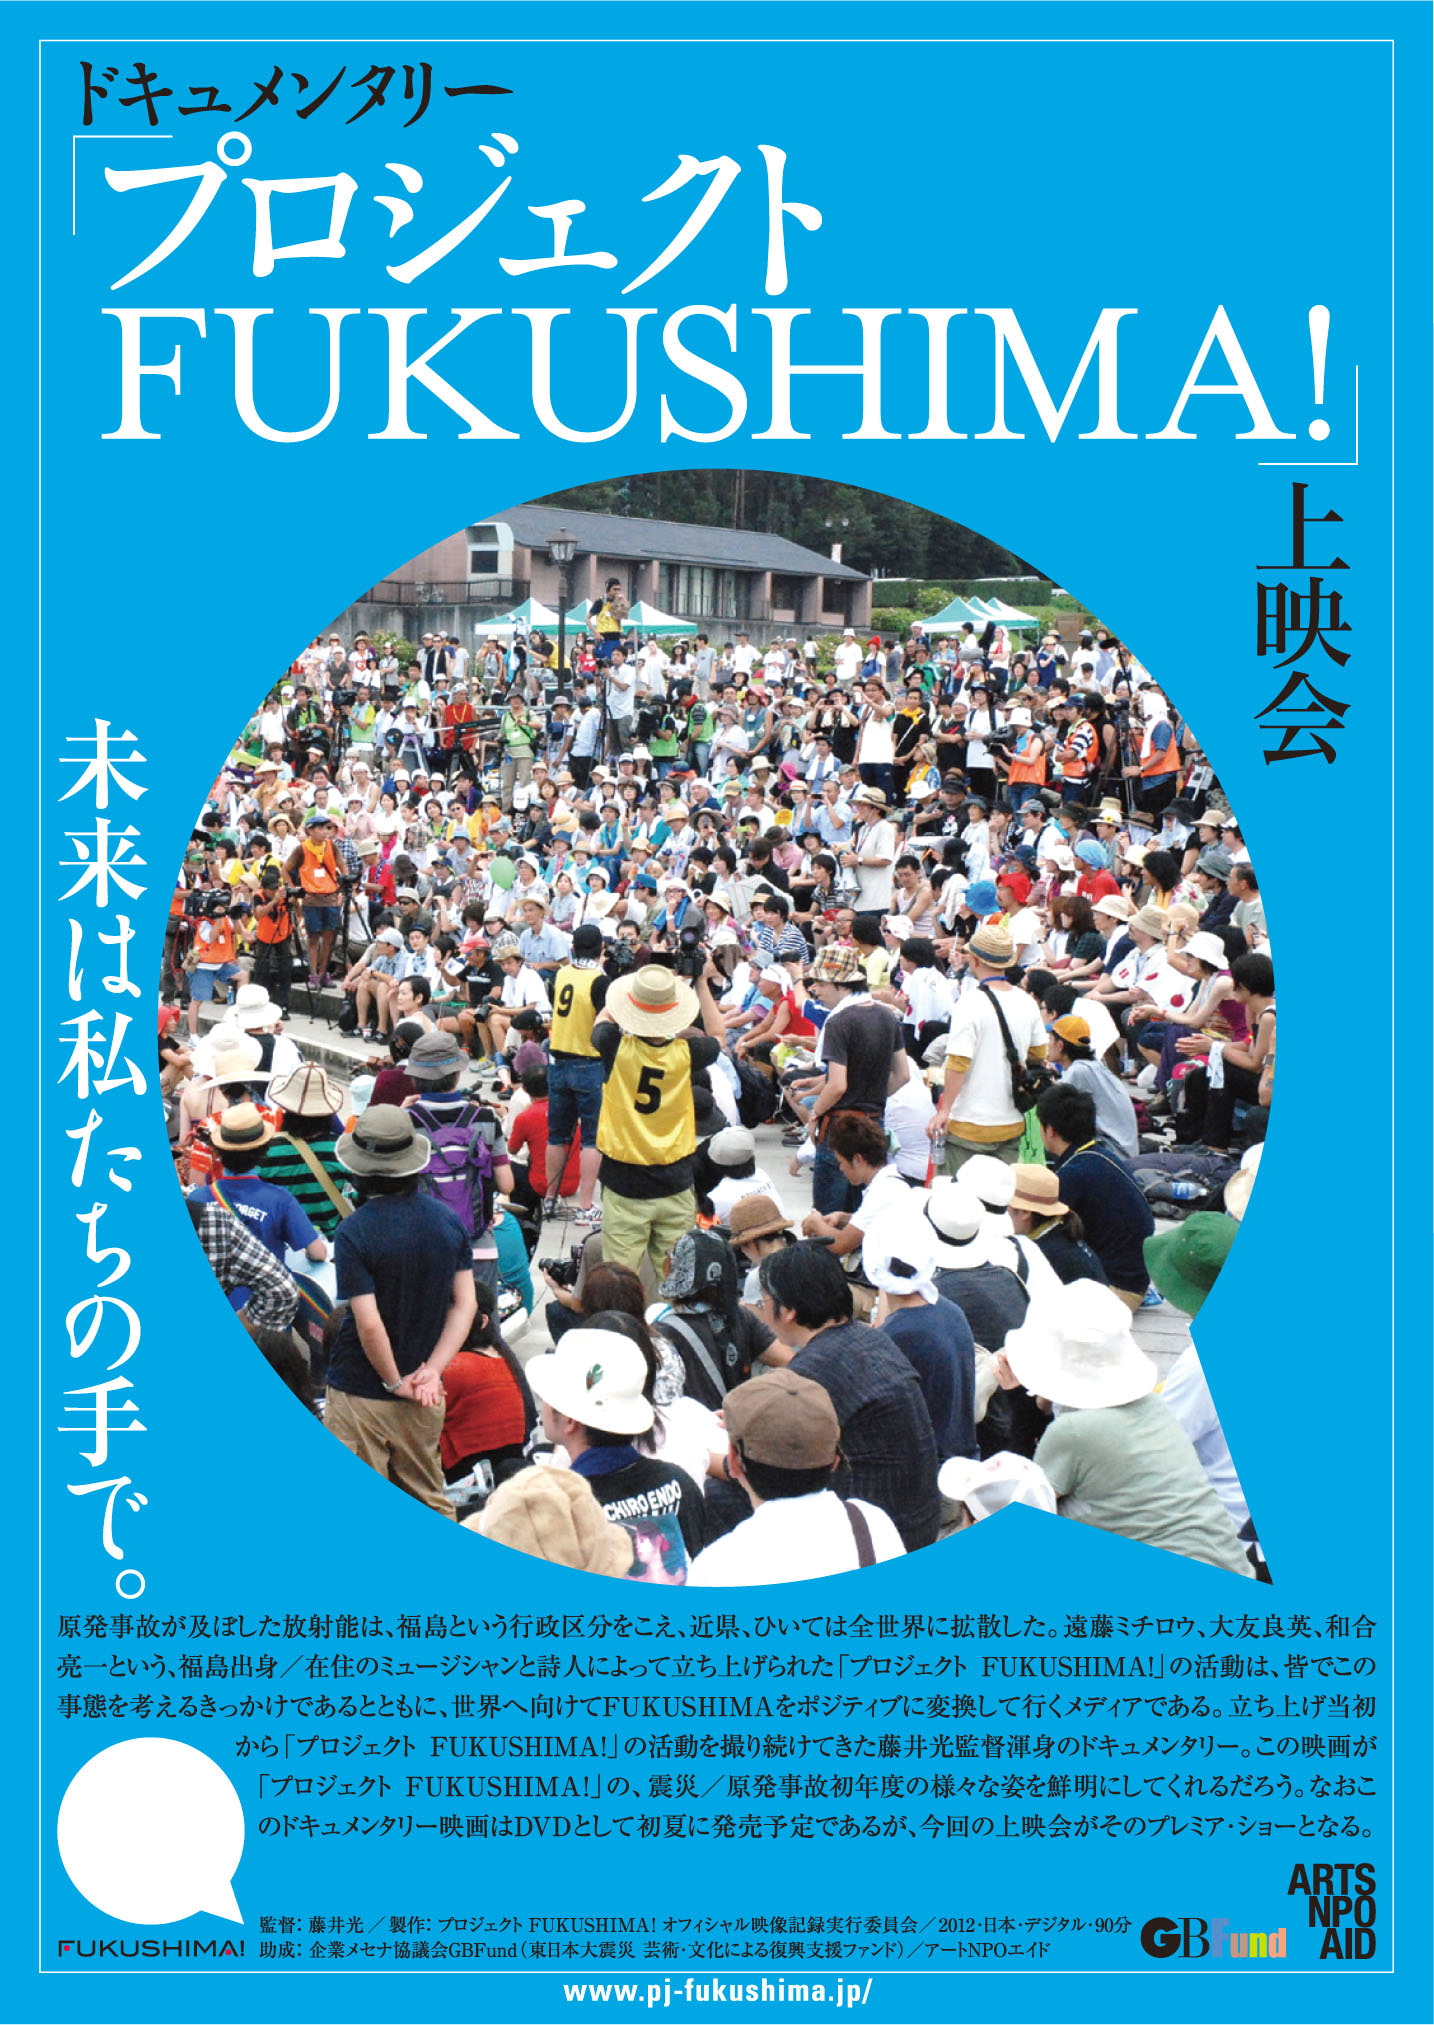 ドキュメンタリー
「プロジェクト
FUKUSHIMA!」
上映会
未来は私たちの手で。
9
5
原発事故が及ぼした放射能は、福島という行政区分をこえ、近県、ひいては全世界に拡散した。遠藤ミチロウ、大友良英、和合
亮一という、福島出身／在住のミュージシャンと詩人によって立ち上げられた「プロジェクト FUKUSHIMA!」の活動は、皆でこの
事態を考えるきっかけであるとともに、世界へ向けてFUKUSHIMAをポジティブに変換して行くメディアである。立ち上げ当初
から「プロジェクト FUKUSHIMA!」の活動を撮り続けてきた藤井光監督渾身のドキュメンタリー。この映画が
「プロジェクト FUKUSHIMA!」の、震災／原発事故初年度の様々な姿を鮮明にしてくれるだろう。なおこ
のドキュメンタリー映画はDVDとして初夏に発売予定であるが、今回の上映会がそのプレミア・ショーとなる。
FUKUSHIMA!
監督: 藤井光／製作: プロジェクト FUKUSHIMA! オフィシャル映像記録実行委員会／2012・日本・デジタル・90分
助成: 企業メセナ協議会GBFund（東日本大震災 芸術・文化による復興支援ファンド）／アートNPOエイド
GBFund
ARTS
NPO
AID
www.pj-fukushima.jp/